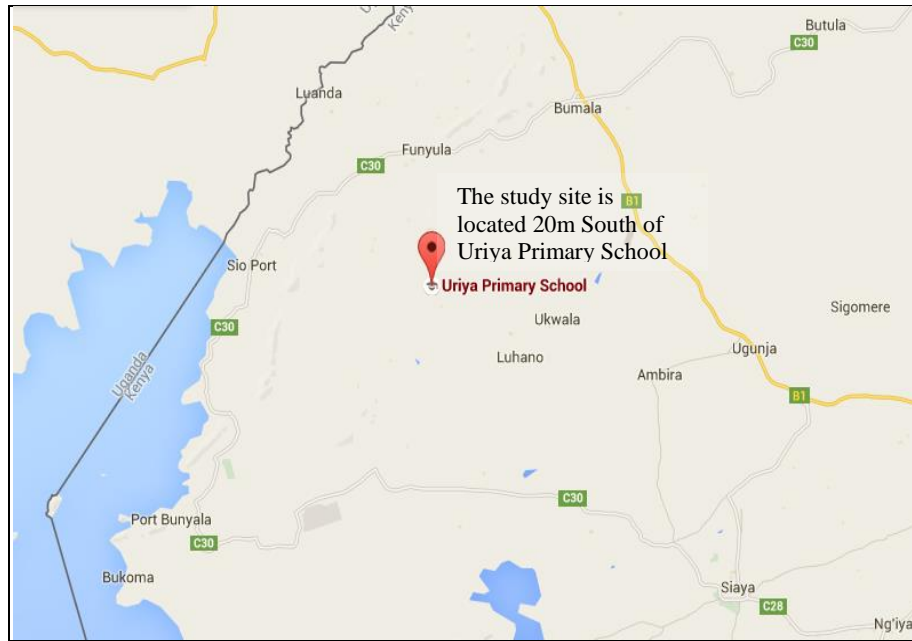 Ug
Kenya
Butula
C30
Luanda
Bumala
Funyula
C30
The study site is
located 20m South of
Uriya Primary School
B1
Sio Port
Uriya Primary School
Sigomere
C30
Ukwala
Luhano
Ugunja
Ambira
Uganda
Kenya
B1
C30
Port Bunyala
C30
Bukoma
Siaya
C28
Ng'iya